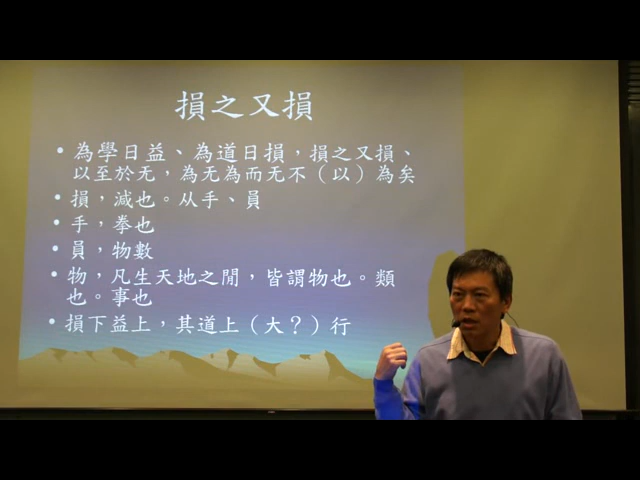 損之又損
• 為學日益、為道日損，損之又損、
以至於无，為无為而无不（以）為矣
• 損，減也。从手、員
• 手，拳也
• 員，物數
• 物，凡生天地之閒，皆謂物也。類
也。事也
• 損下益上，其道上（大？）行